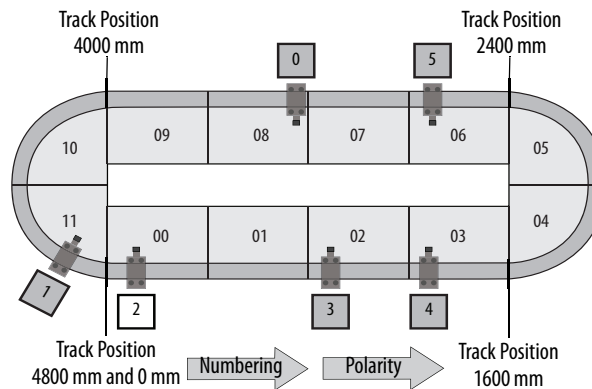 Track Position
4000 mm
Track Position
2400 mm
0
5
09
08
07
06
10
05
11
04
00
01
02
03
1
2
3
4
Track Position
4800 mm and 0 mm
Numbering
Polarity
Track Position
1600 mm